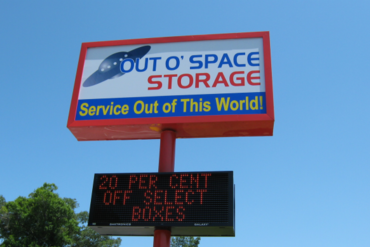 OUT O' SPACE
STORAGE
Service Out of This World!
20 PER CENT
OFF SELECT
BOXES